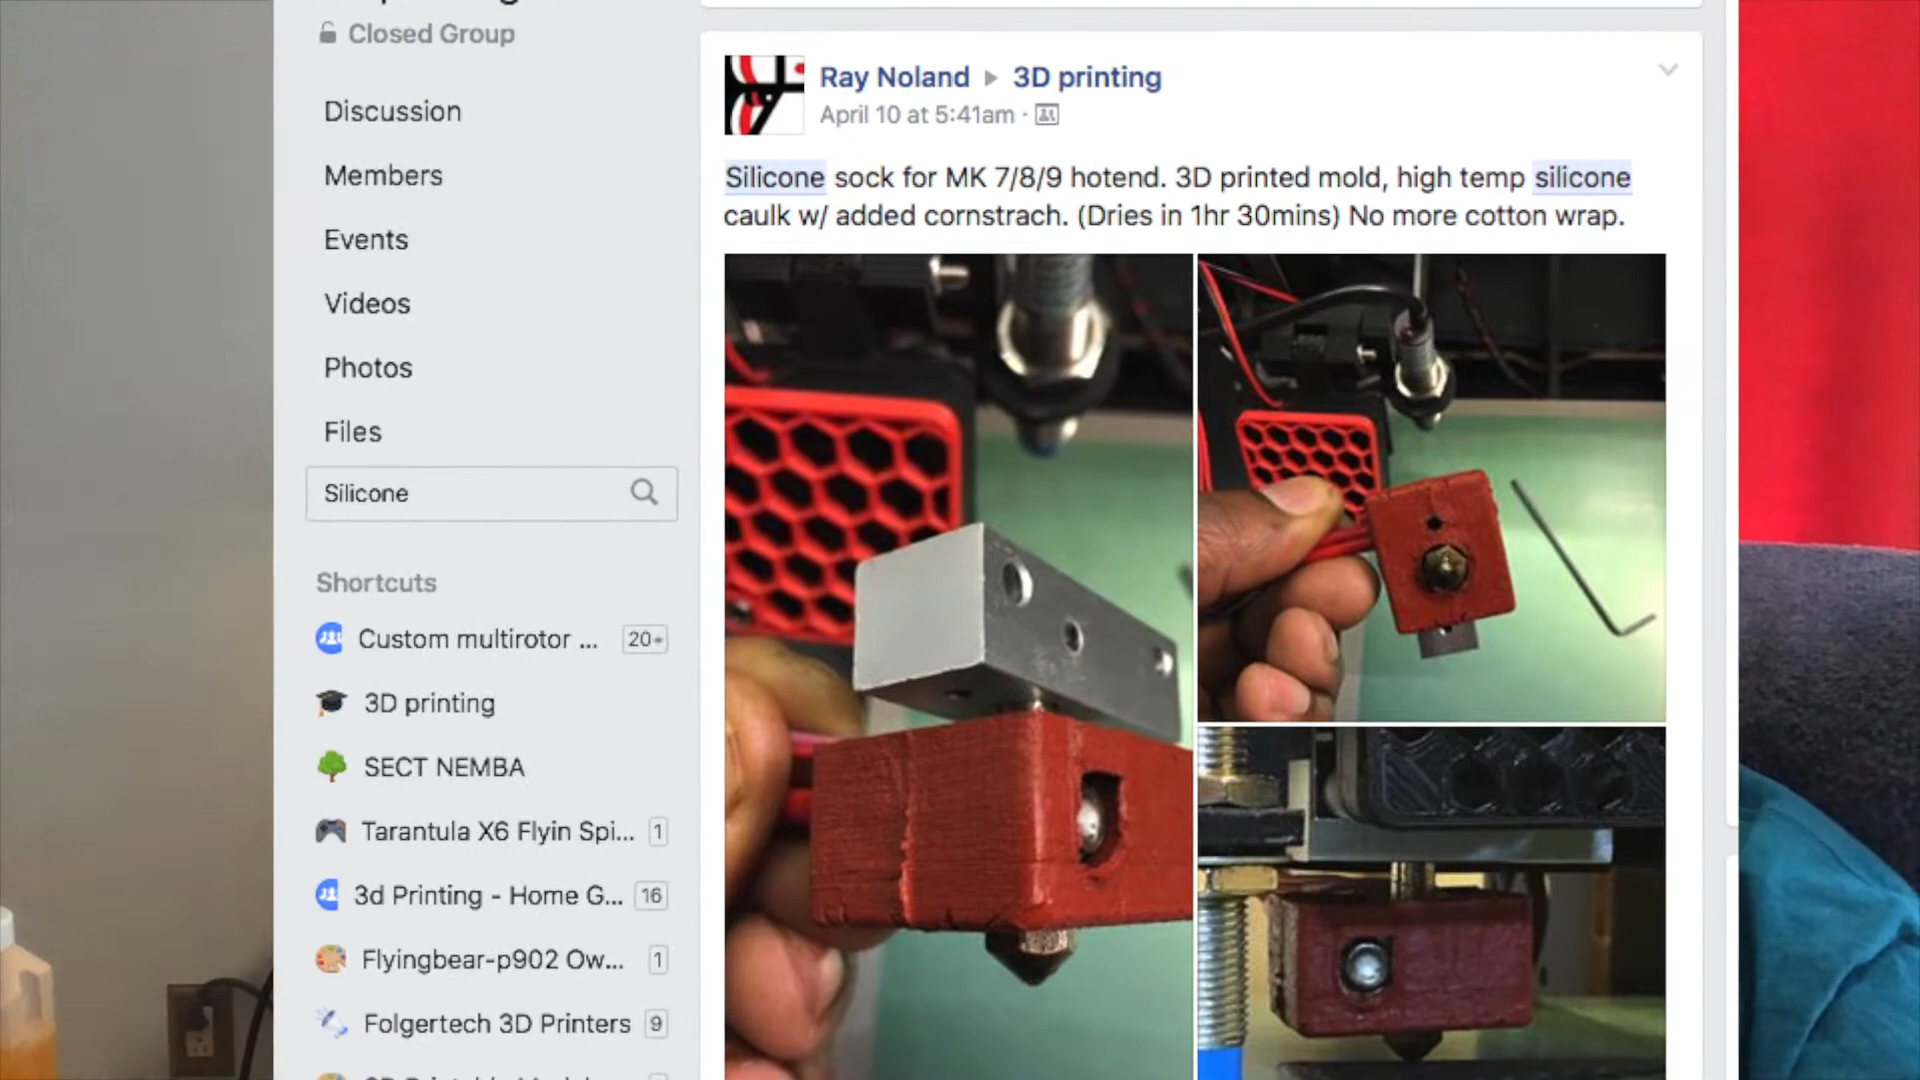 Closed Group
Discussion
Members
Events
Videos
Photos
Files
Silicone
Shortcuts
Custom multirotor ... 20+
3D printing
SECT NEMBA
Tarantula X6 Flyin Spi... 1
3d Printing - Home G... 16
Flyingbear-p902 Ow... 1
Folgertech 3D Printers 9
Ray Noland ▸ 3D printing
April 10 at 5:41am ·
Silicone sock for MK 7/8/9 hotend. 3D printed mold, high temp silicone
caulk w/ added cornstrach. (Dries in 1hr 30mins) No more cotton wrap.